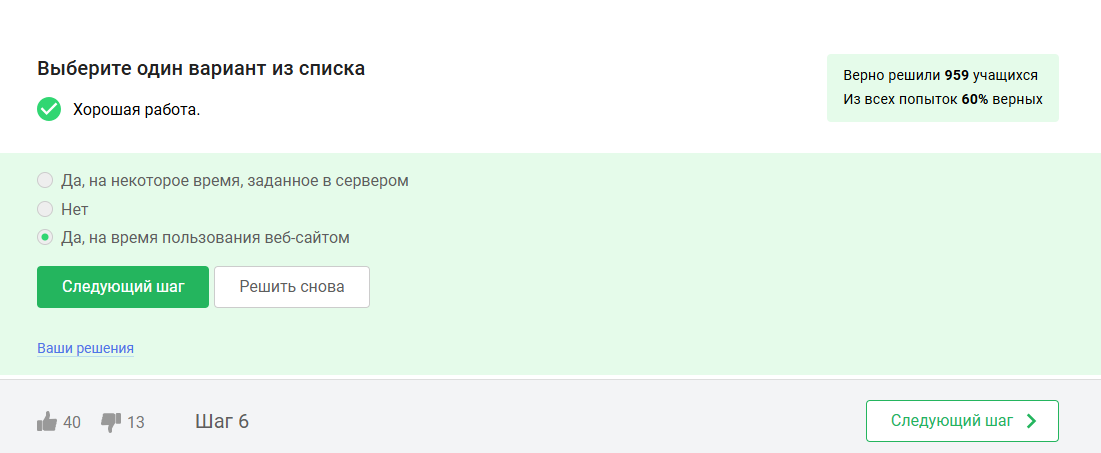 Выберите один вариант из списка
Хорошая работа.
Верно решили 959 учащихся
Из всех попыток 60% верных
Да, на некоторое время, заданное в сервером
Нет
Да, на время пользования веб-сайтом
Следующий шаг
Решить снова
Ваши решения
40
13
Шаг 6
Следующий шаг